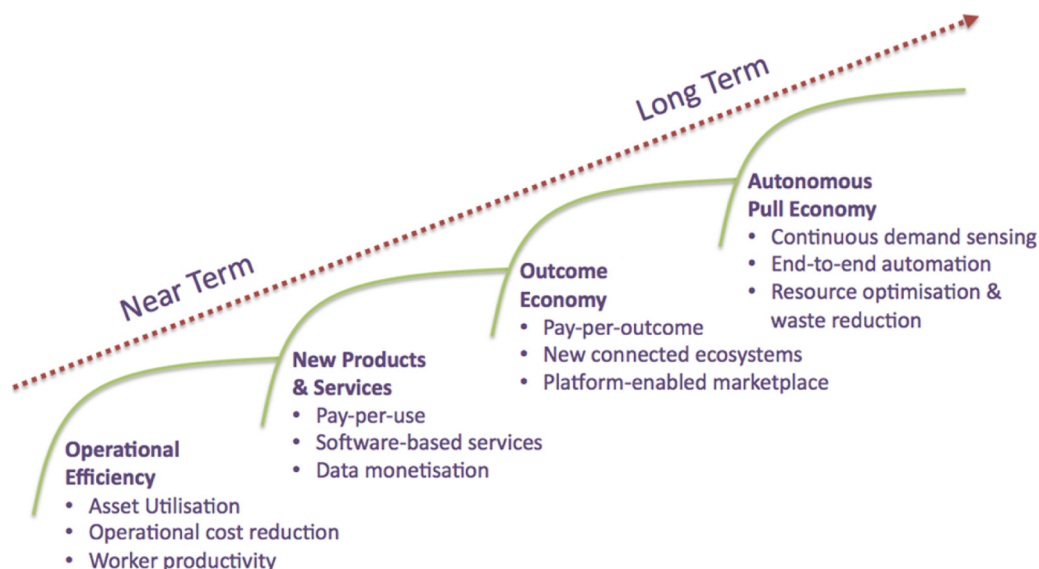 Near Term
Long Term
Operational
Efficiency
• Asset Utilisation
• Operational cost reduction
• Worker productivity
New Products
& Services
• Pay-per-use
• Software-based services
• Data monetisation
Outcome
Economy
• Pay-per-outcome
• New connected ecosystems
• Platform-enabled marketplace
Autonomous
Pull Economy
• Continuous demand sensing
• End-to-end automation
• Resource optimisation &
waste reduction